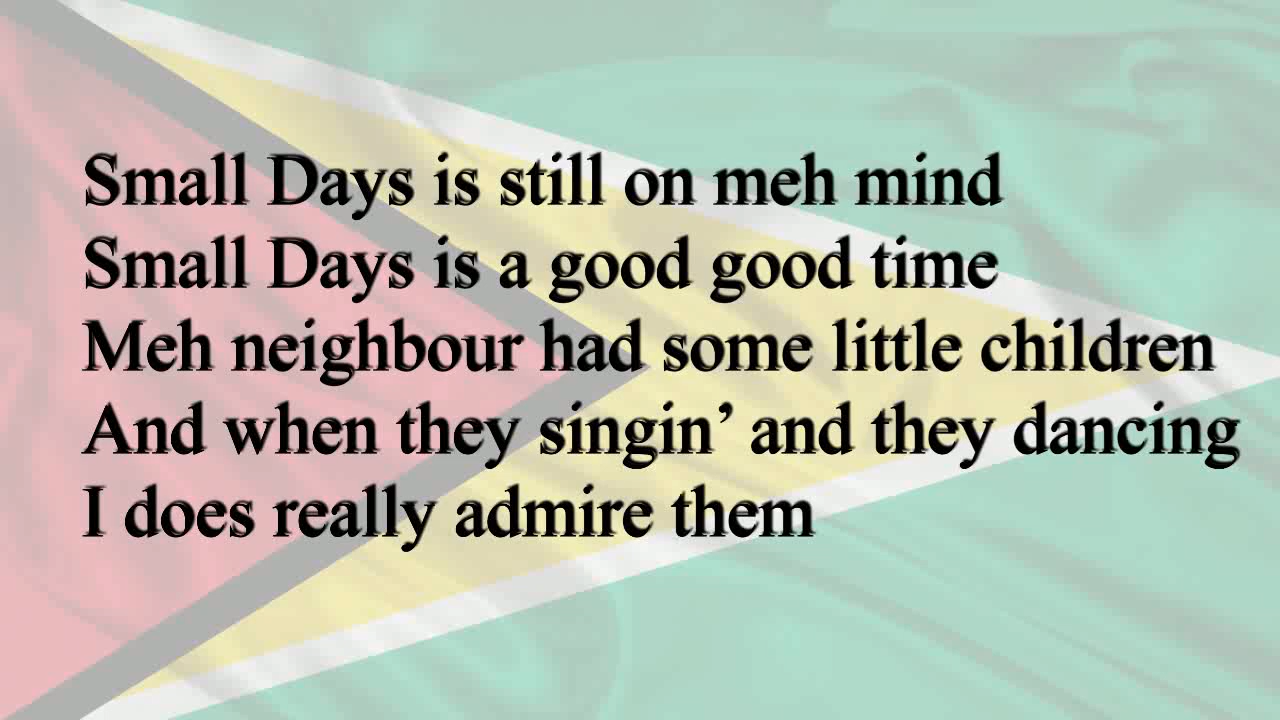 Small Days is still on meh mind
Small Days is a good good time
Meh neighbour had some little children
And when they singin’ and they dancing
I does really admire them